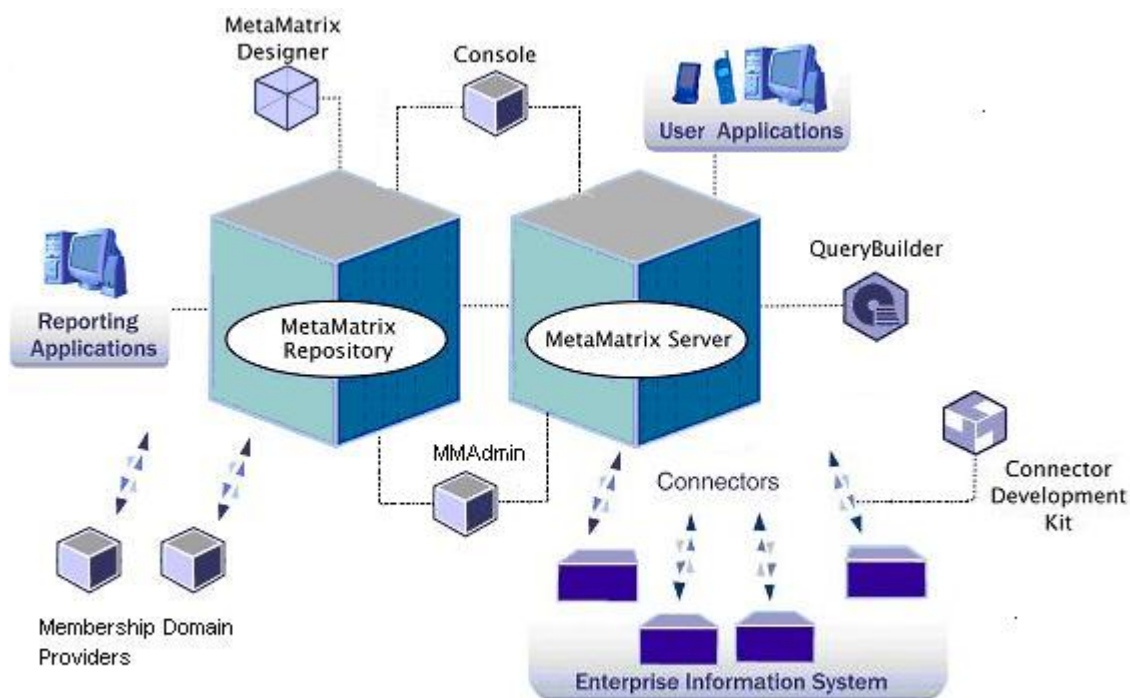 MetaMatrix
Designer
Console
User Applications
QueryBuilder
Reporting
Applications
MetaMatrix
Repository
MetaMatrix Server
MMAdmin
Connectors
Connector
Development
Kit
Membership Domain
Providers
Enterprise Information System